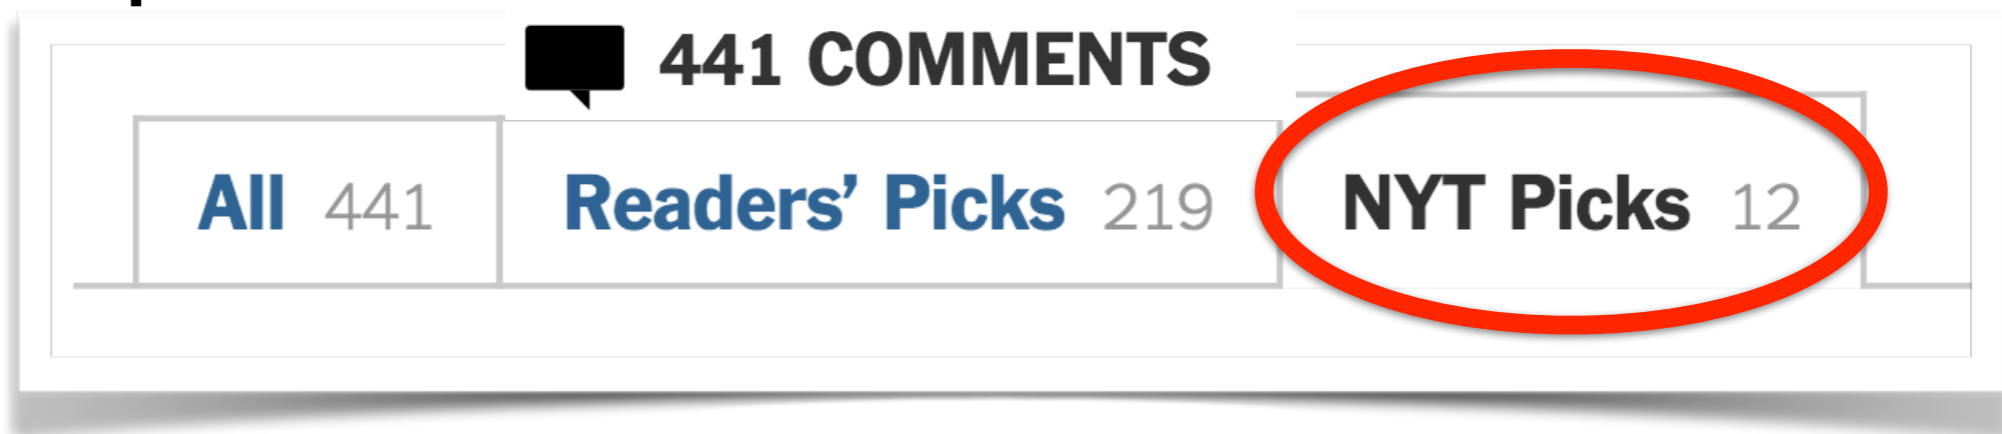 441 COMMENTS
All 441 Readers’ Picks 219 NYT Picks 12